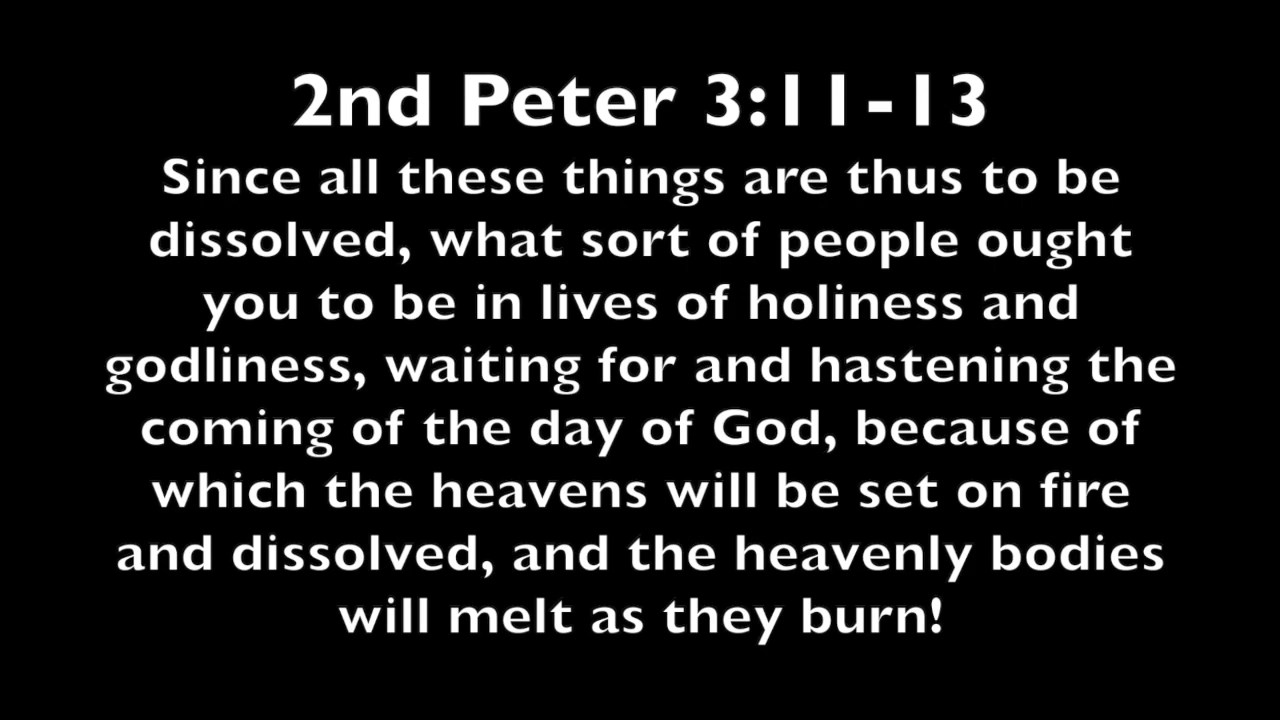 2nd Peter 3:11-13
Since all these things are thus to be
dissolved, what sort of people ought
you to be in lives of holiness and
godliness, waiting for and hastening the
coming of the day of God, because of
which the heavens will be set on fire
and dissolved, and the heavenly bodies
will melt as they burn!